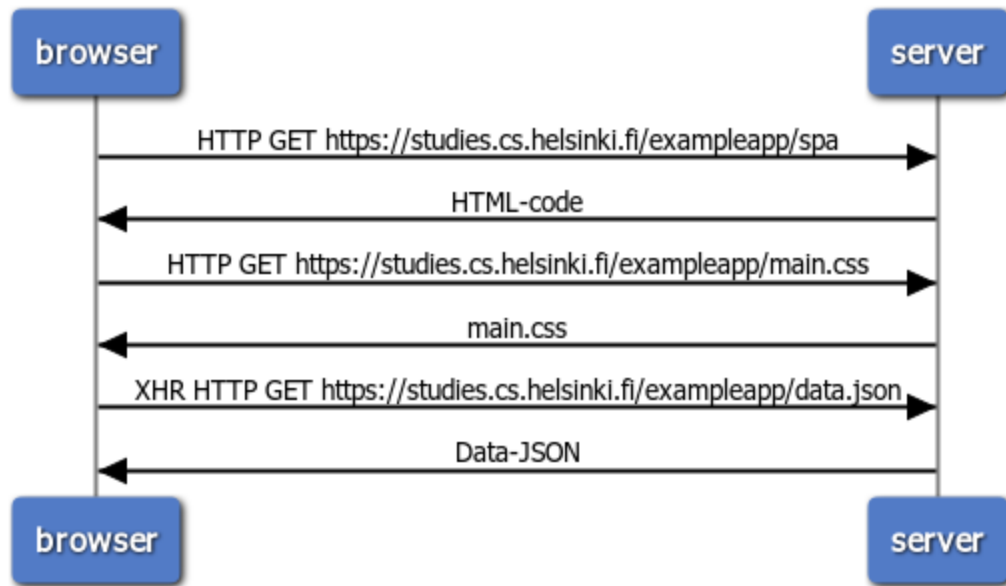 browser
server
HTTP GET https://studies.cs.helsinki.fi/exampleapp/spa
HTML-code
HTTP GET https://studies.cs.helsinki.fi/exampleapp/main.css
main.css
XHR HTTP GET https://studies.cs.helsinki.fi/exampleapp/data.json
Data-JSON
browser
server